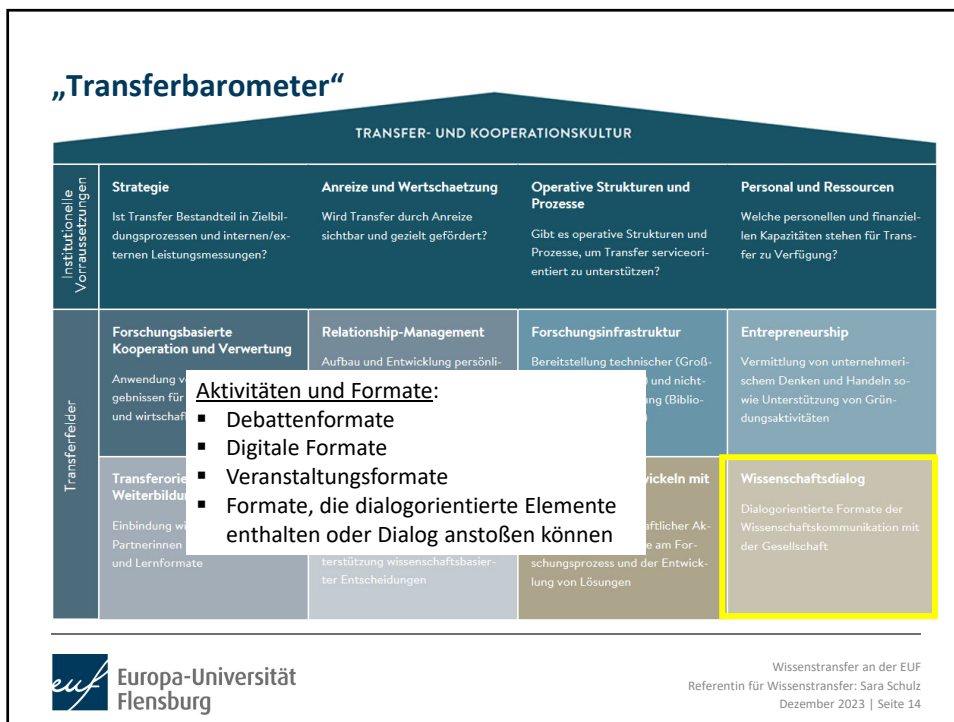 „Transferbarometer“
TRANSFER- UND KOOPERATIONSKULTUR
Institutionelle
Vorraussetzungen
Strategie
Ist Transfer Bestandteil in Zielbil-
dungsprozessen und internen/ex-
ternen Leistungsmessungen?
Anreize und Wertschaetzung
Wird Transfer durch Anreize
sichtbar und gezielt gefördert?
Operative Strukturen und
Prozesse
Gibt es operative Strukturen und
Prozesse, um Transfer serviceori-
entiert zu unterstützen?
Personal und Ressourcen
Welche personellen und finanziel-
len Kapazitäten stehen für Trans-
fer zu Verfügung?
Transferfelder
Forschungsbasierte
Kooperation und Verwertung
Anwendung
gebnissen für
und
Relationship-Management
Aufbau und Entwicklung persönli-
Forschungsinfrastruktur
Bereitstellung technischer (Groß-
und nicht-
(Biblio-
Entrepreneurship
Vermittlung von unternehmeri-
schem Denken und Handeln so-
wie Unterstützung von Grün-
dungsaktivitäten
Aktivitäten und Formate:
▪ Debattenformate
▪ Digitale Formate
▪ Veranstaltungsformate
▪ Formate, die dialogorientierte Elemente
enthalten oder Dialog anstoßen können
Einbindung
Partnerinnen
und Lernformate
terstützung wissenschaftsbasier-
ter Entscheidungen
mit
aftlicher Ak-
am For-
schungsprozess und der Entwick-
lung von Lösungen
Wissenschaftsdialog
Dialogorientierte Formate der
Wissenschaftskommunikation mit
der Gesellschaft
euf
Europa-Universität
Flensburg
Wissenstransfer an der EUF
Referentin für Wissenstransfer: Sara Schulz
Dezember 2023 | Seite 14